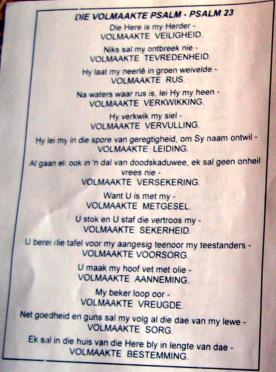 DIE VOLMAAKTE PSALM - PSALM 23
Die Here is my Herder -
VOLMAAKTE VEILIGHEID.
Niks sal my ontbreek nie -
VOLMAAKTE TEVREDENHEID.
Hy laat my neerlê in groen weivelde -
VOLMAAKTE RUS.
Na waters waar rus is, lei Hy my heen -
VOLMAAKTE VERKWIKKING.
Hy verkwik my siel -
VOLMAAKTE VERVULLING.
Hy lei my in die spore van geregtigheid, om Sy naam ontwil -
VOLMAAKTE LEIDING.
Al gaan ek ook in 'n dal van doodskaduwee, ek sal geen onheil
vrees nie -
VOLMAAKTE VERSEKERING.
Want U is met my -
VOLMAAKTE METGESEL.
U stok en U staf die vertroos my -
VOLMAAKTE SEKERHEID.
U berei die tafel voor my aangesig teenoor my teestanders -
VOLMAAKTE VOORSORG.
U maak my hoof vet met olie -
VOLMAAKTE AANNEMING.
My beker loop oor -
VOLMAAKTE VREUGDE.
Net goedheid en guns sal my volg al die dae van my lewe -
VOLMAAKTE SORG.
Ek sal in die huis van die Here bly in lengte van dae -
VOLMAAKTE BESTEMMING.